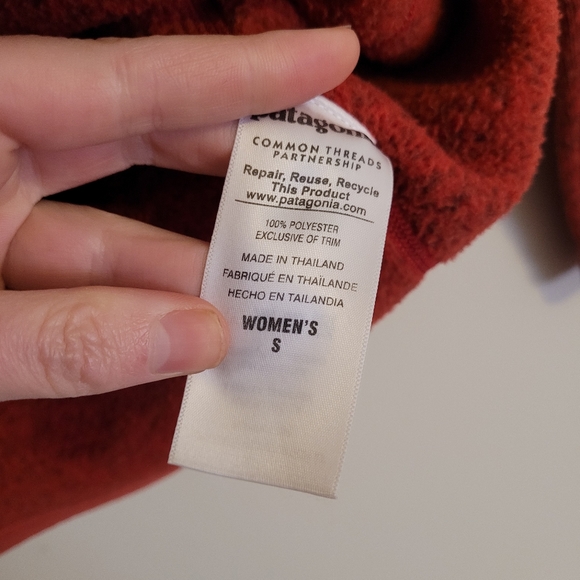 patagonia
COMMON THREADS
PARTNERSHIP
Repair, Reuse, Recycle
This Product
www.patagonia.com
100% POLYESTER
EXCLUSIVE OF TRIM
MADE IN THAILAND
FABRIQUÉ EN THAÏLANDE
HECHO EN TAILANDIA
WOMEN'S
S